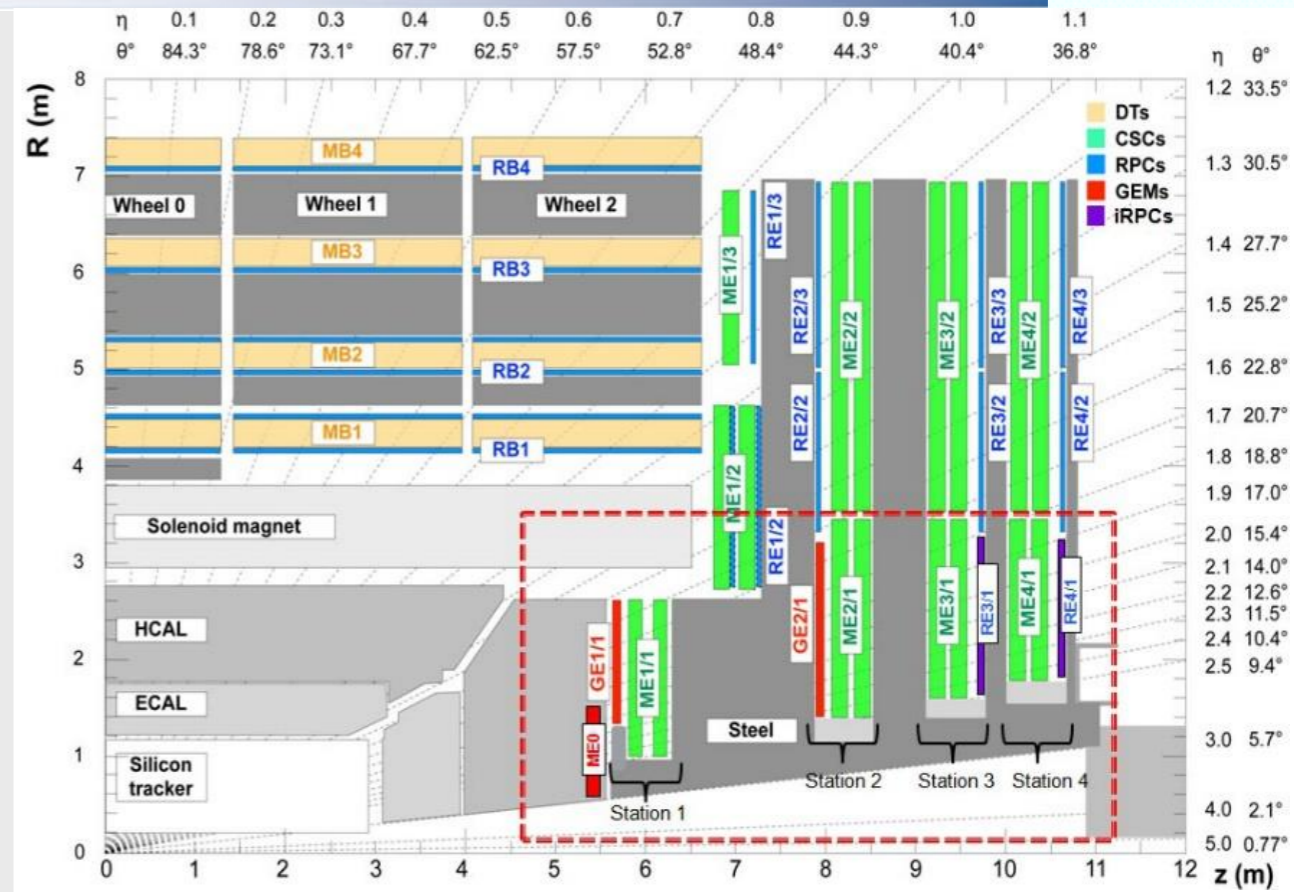 η 0.1 0.2 0.3 0.4 0.5 0.6 0.7 0.8 0.9 1.0 1.1
θ° 84.3° 78.6° 73.1° 67.7° 62.5° 57.5° 52.8° 48.4° 44.3° 40.4° 36.8°
η θ°
1.2 33.5°
1.3 30.5°
1.4 27.7°
1.5 25.2°
1.6 22.8°
1.7 20.7°
1.8 18.8°
1.9 17.0°
2.0 15.4°
2.1 14.0°
2.2 12.6°
2.3 11.5°
2.4 10.4°
2.5 9.4°
3.0 5.7°
4.0 2.1°
5.0 0.77°
R (m)
8
7
6
5
4
3
2
1
0
DTs
CSCs
RPCs
GEMs
iRPCs
MB4
RB4
Wheel 0
Wheel 1
Wheel 2
MB3
RB3
MB2
RB2
MB1
RB1
Solenoid magnet
HCAL
ECAL
Silicon
tracker
Steel
ME1/3
RE1/3
ME1/2
RE1/2
RE2/3
RE2/2
ME2/2
ME3/2
RE3/3
RE3/2
ME4/2
RE4/3
RE4/2
GE1/1
ME1/1
ME0
GE2/1
ME2/1
ME3/1
RE3/1
ME4/1
RE4/1
Station 1
Station 2
Station 3
Station 4
0 1 2 3 4 5 6 7 8 9 10 11 12
z (m)